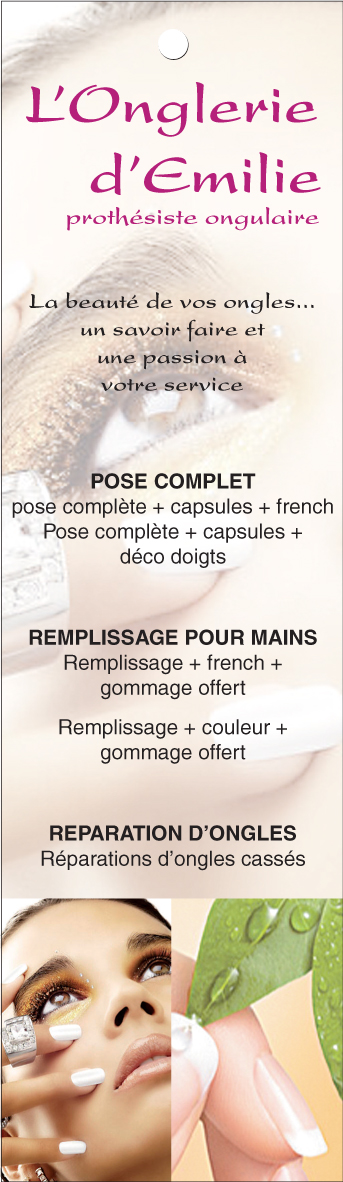 L'Onglerie
d'Emilie
prothésiste ongulaire
La beauté de vos ongles...
un savoir faire et
une passion à
votre service
POSE COMPLET
pose complète + capsules + french
Pose complète + capsules +
déco doigts
REMPLISSAGE POUR MAINS
Remplissage + french +
gommage offert
Remplissage + couleur +
gommage offert
REPARATION D'ONGLES
Réparations d'ongles cassés